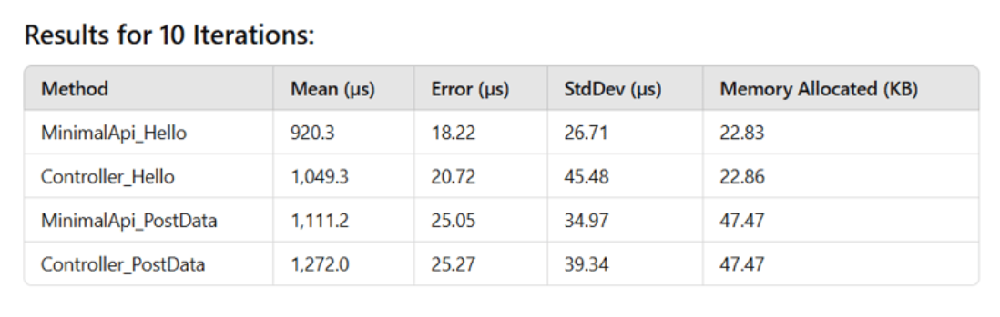 Results for 10 Iterations:
Method Mean (µs) Error (µs) StdDev (µs) Memory Allocated (KB)
MinimalApi_Hello 920.3 18.22 26.71 22.83
Controller_Hello 1,049.3 20.72 45.48 22.86
MinimalApi_PostData 1,111.2 25.05 34.97 47.47
Controller_PostData 1,272.0 25.27 39.34 47.47